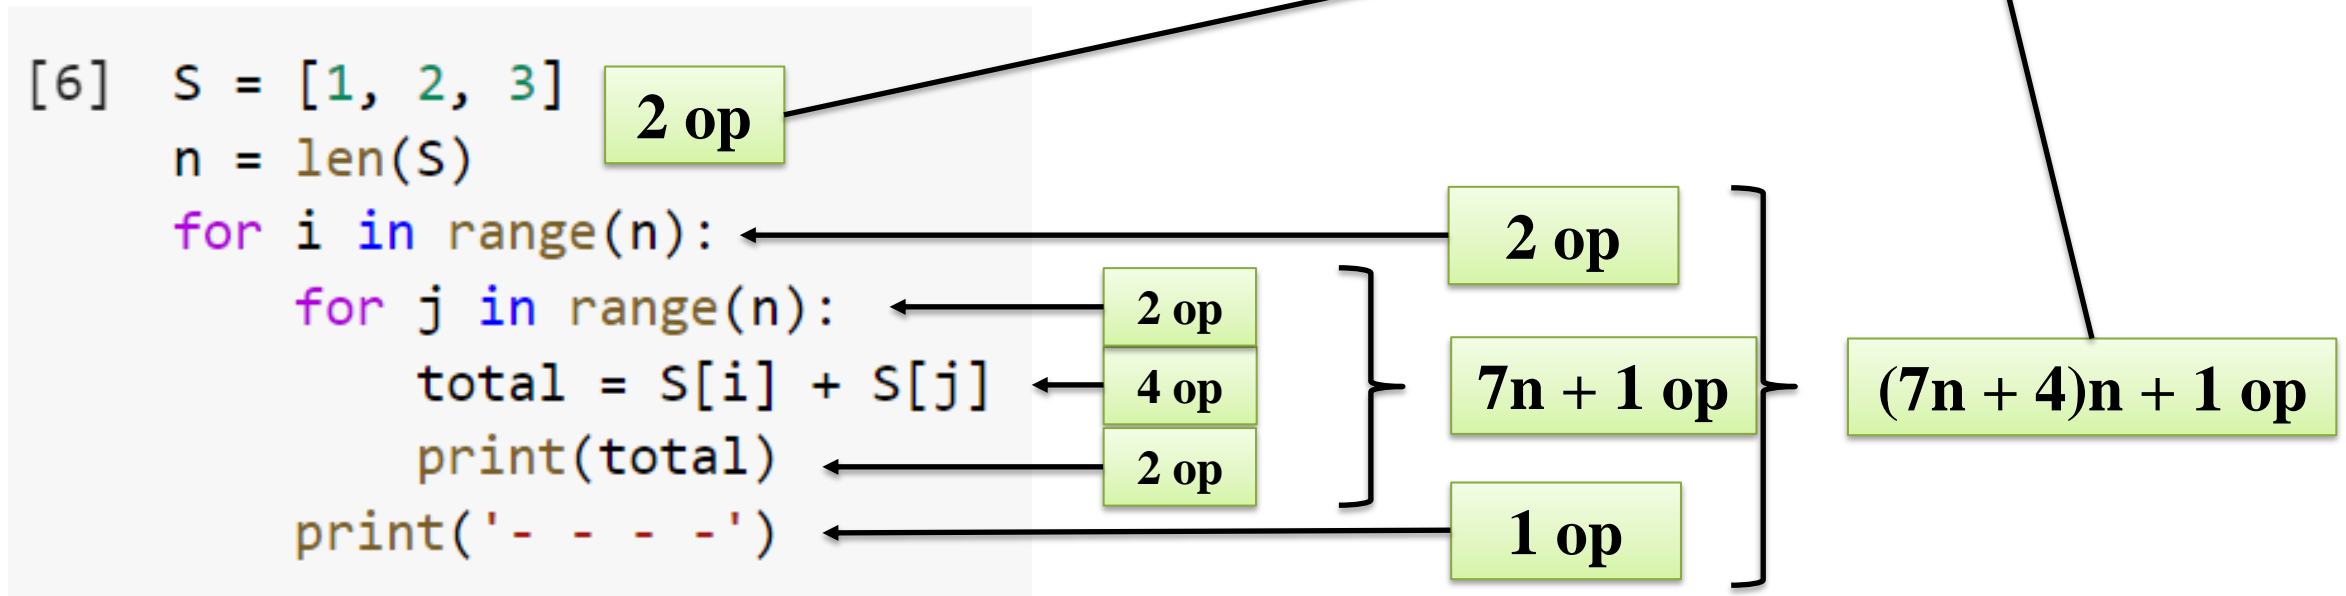 [6] S = [1, 2, 3]
2 op
n = len(S)
for i in range(n):
2 op
for j in range(n):
2 op
total = S[i] + S[j]
4 op
7n + 1 op
(7n + 4)n + 1 op
print(total)
2 op
print('- - - -')
1 op